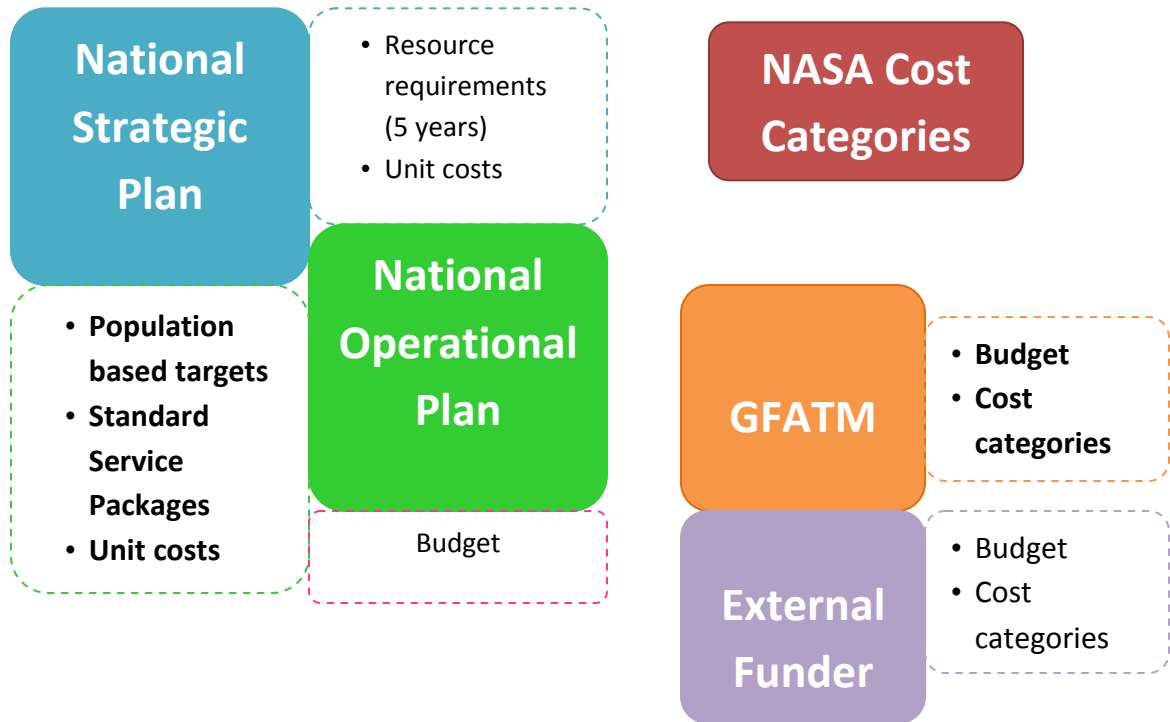 National
Strategic
Plan
• Resource
requirements
(5 years)
• Unit costs
NASA Cost
Categories
• Population
based targets
• Standard
Service
Packages
• Unit costs
National
Operational
Plan
Budget
GFATM
• Budget
• Cost
categories
External
Funder
• Budget
• Cost
categories